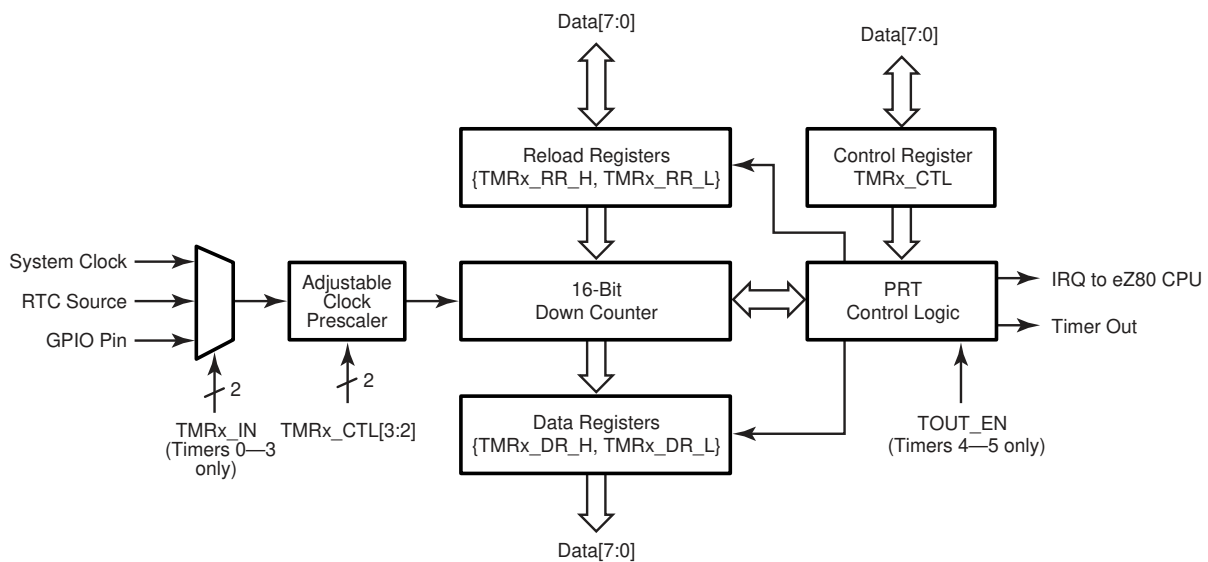 Data[7:0]
Data[7:0]
Reload Registers
{TMRx_RR_H, TMRx_RR_L}
Control Register
TMRx_CTL
System Clock
RTC Source
GPIO Pin
Adjustable
Clock
Prescaler
16-Bit
Down Counter
PRT
Control Logic
IRQ to eZ80 CPU
Timer Out
2
TMRx_IN
(Timers 0—3
only)
2
TMRx_CTL[3:2]
Data Registers
{TMRx_DR_H, TMRx_DR_L}
TOUT_EN
(Timers 4—5 only)
Data[7:0]